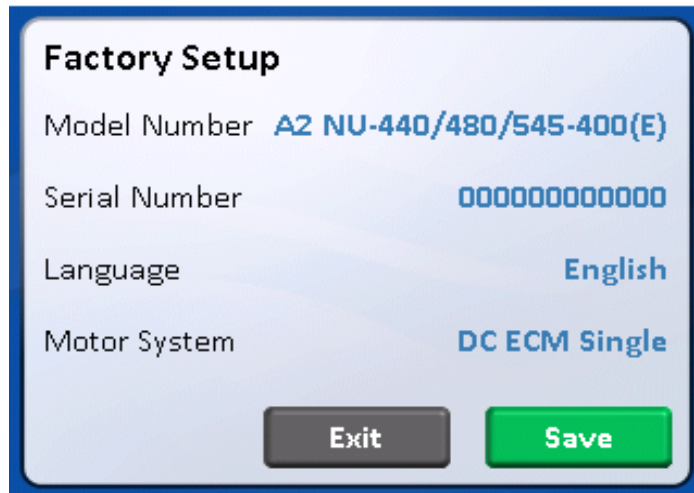 Factory Setup
Model Number A2 NU-440/480/545-400(E)
Serial Number 000000000000
Language English
Motor System DC ECM Single
Exit Save